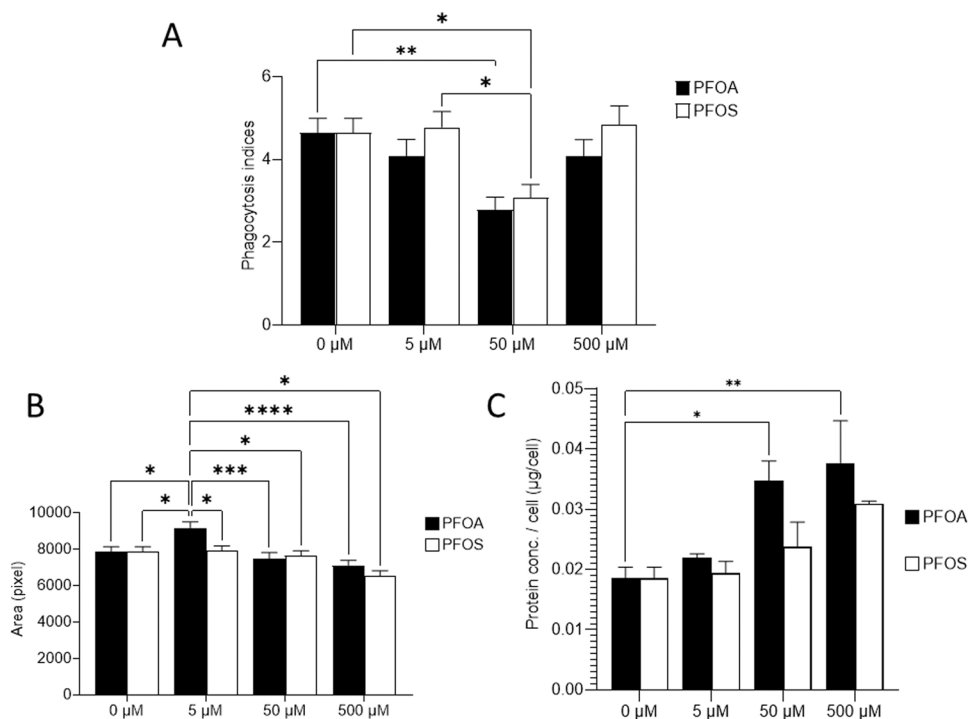 A
*
**
*
6
4
2
0
Phagocytosis indices
PFOA
PFOS
0 µM
5 µM
50 µM
500 µM
B
*
****
*
*
***
*
*
10000
8000
6000
4000
2000
0
Area (pixel)
PFOA
PFOS
0 µM
5 µM
50 µM
500 µM
C
**
*
0.05
0.04
0.03
0.02
0.01
0.00
Protein conc. / cell (µg/cell)
PFOA
PFOS
0 µM
5 µM
50 µM
500 µM